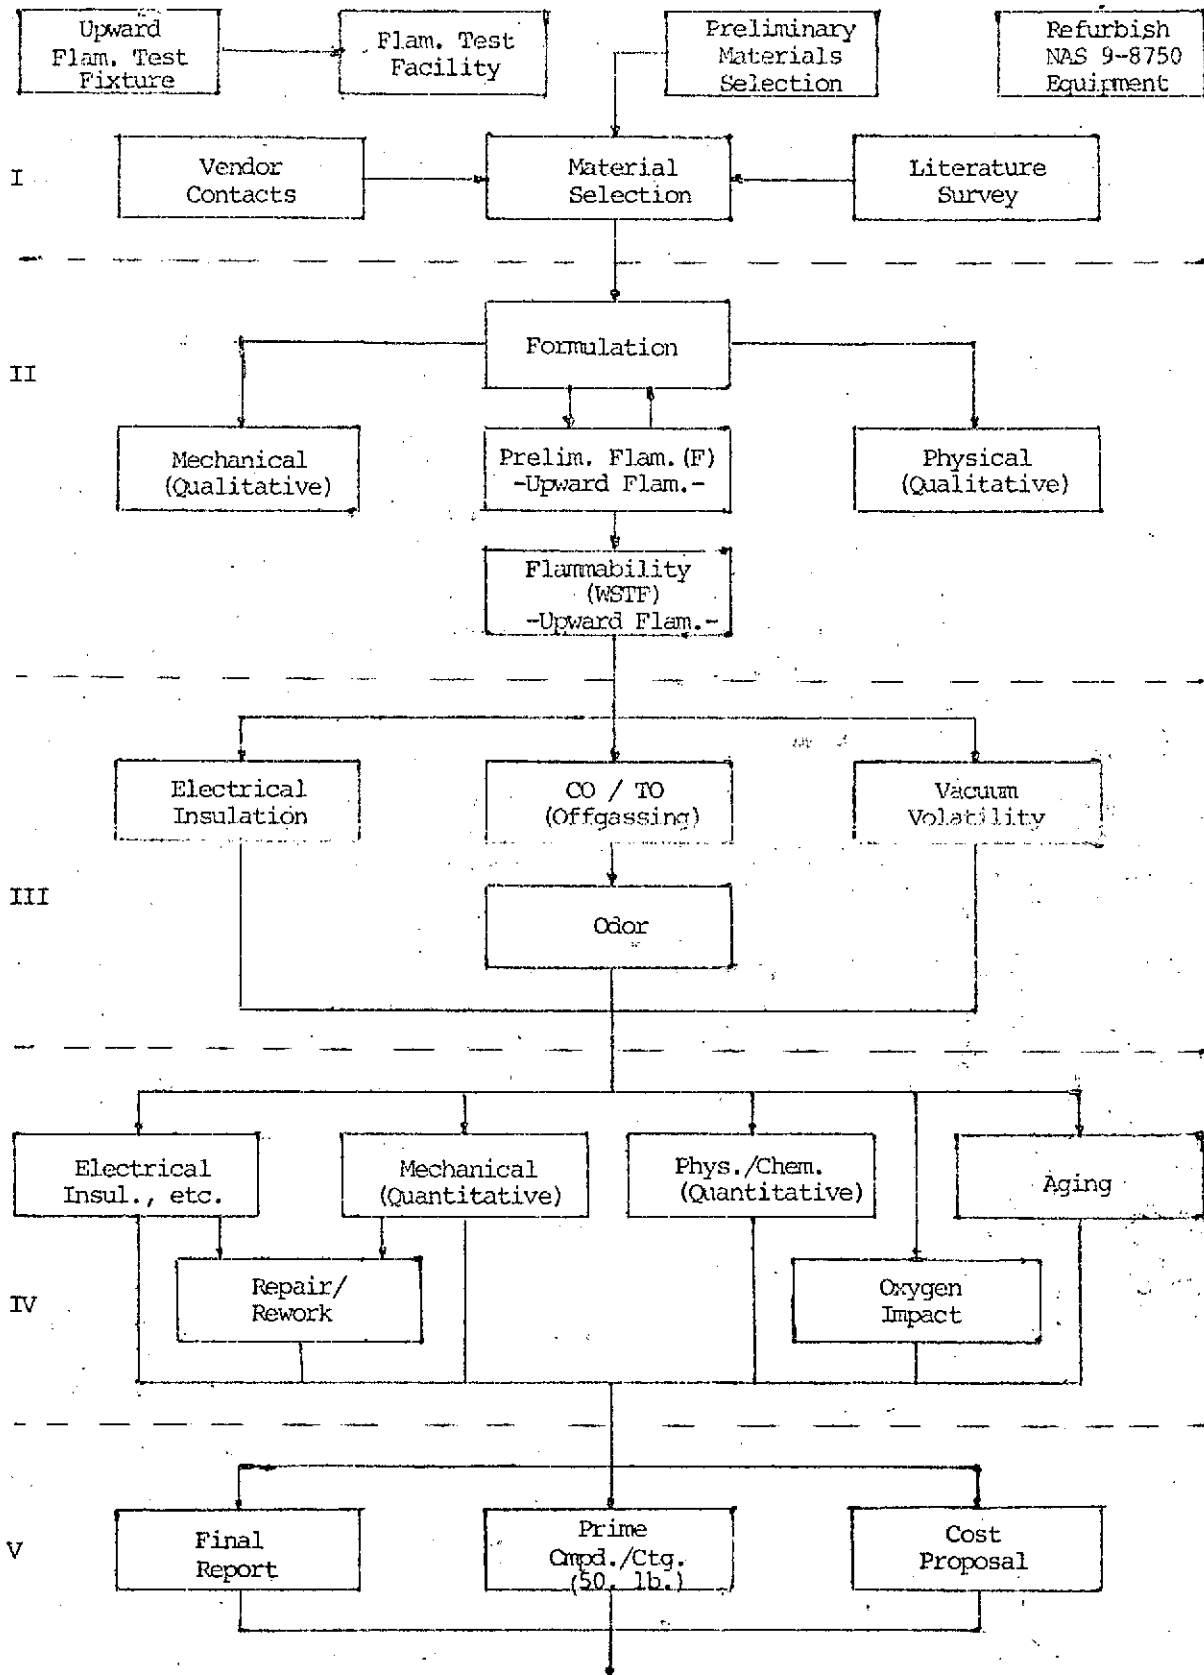 Upward
Flam. Test
Fixture
Flam. Test
Facility
Preliminary
Materials
Selection
Refurbish
NAS 9-8750
Equipment
I
Vendor
Contacts
Material
Selection
Literature
Survey
II
Formulation
Mechanical
(Qualitative)
Prelim. Flam.(F)
-Upward Flam.-
Physical
(Qualitative)
Flammability
(WSTF)
-Upward Flam.-
III
Electrical
Insulation
CO / TO
(Offgassing)
Vacuum
Volatility
Odor
IV
Electrical
Insul., etc.
Mechanical
(Quantitative)
Phys./Chem.
(Quantitative)
Aging
Repair/
Rework
Oxygen
Impact
V
Final
Report
Prime
Cmpd./Ctg.
(50. lb.)
Cost
Proposal